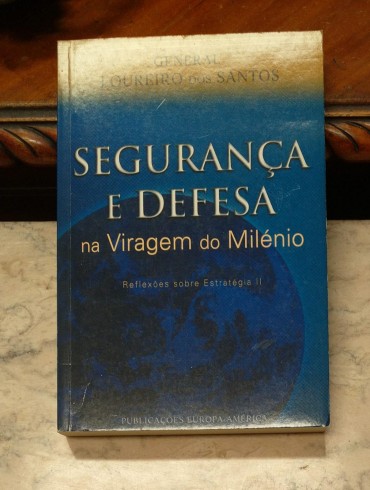 GENERAL
LOUREIRO DOS SANTOS
SEGURANÇA
E DEFESA
na Viragem do Milénio
Reflexões sobre Estratégia II
PUBLICAÇÕES EUROPA-AMÉRICA